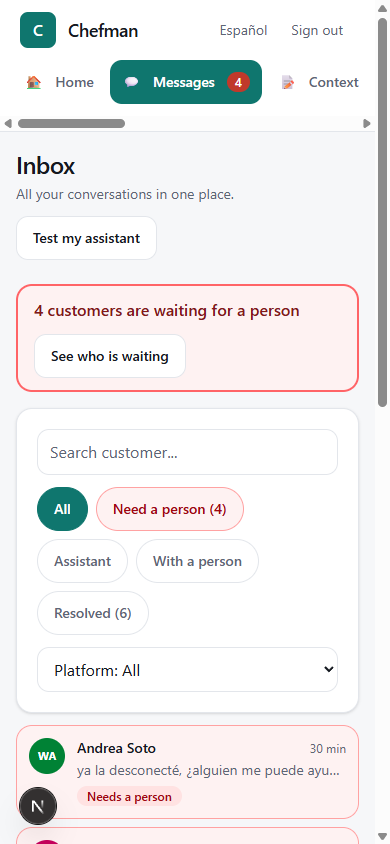 C Chefman Español Sign out
Home Messages 4 Context
Inbox
All your conversations in one place.
Test my assistant
4 customers are waiting for a person
See who is waiting
Search customer...
All Need a person (4)
Assistant With a person
Resolved (6)
Platform: All
WA Andrea Soto 30 min
ya la desconecté, ¿alguien me puede ayu...
Needs a person
N